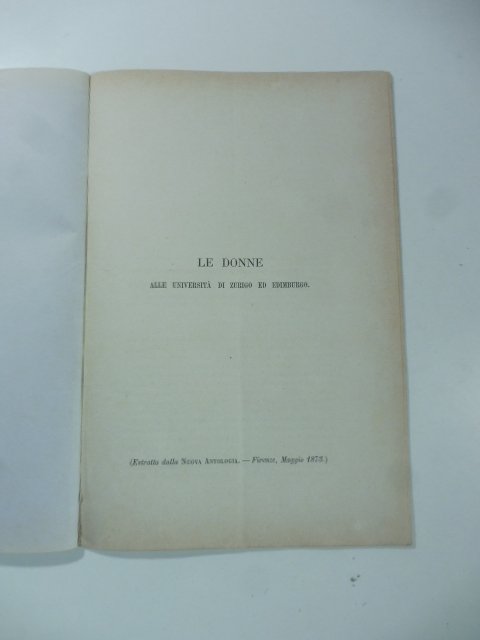 LE DONNE
ALLE UNIVERSITÀ DI ZURIGO ED EDIMBURGO.
(Estratto dalla NUOVA ANTOLOGIA. — Firenze, Maggio 1873.)